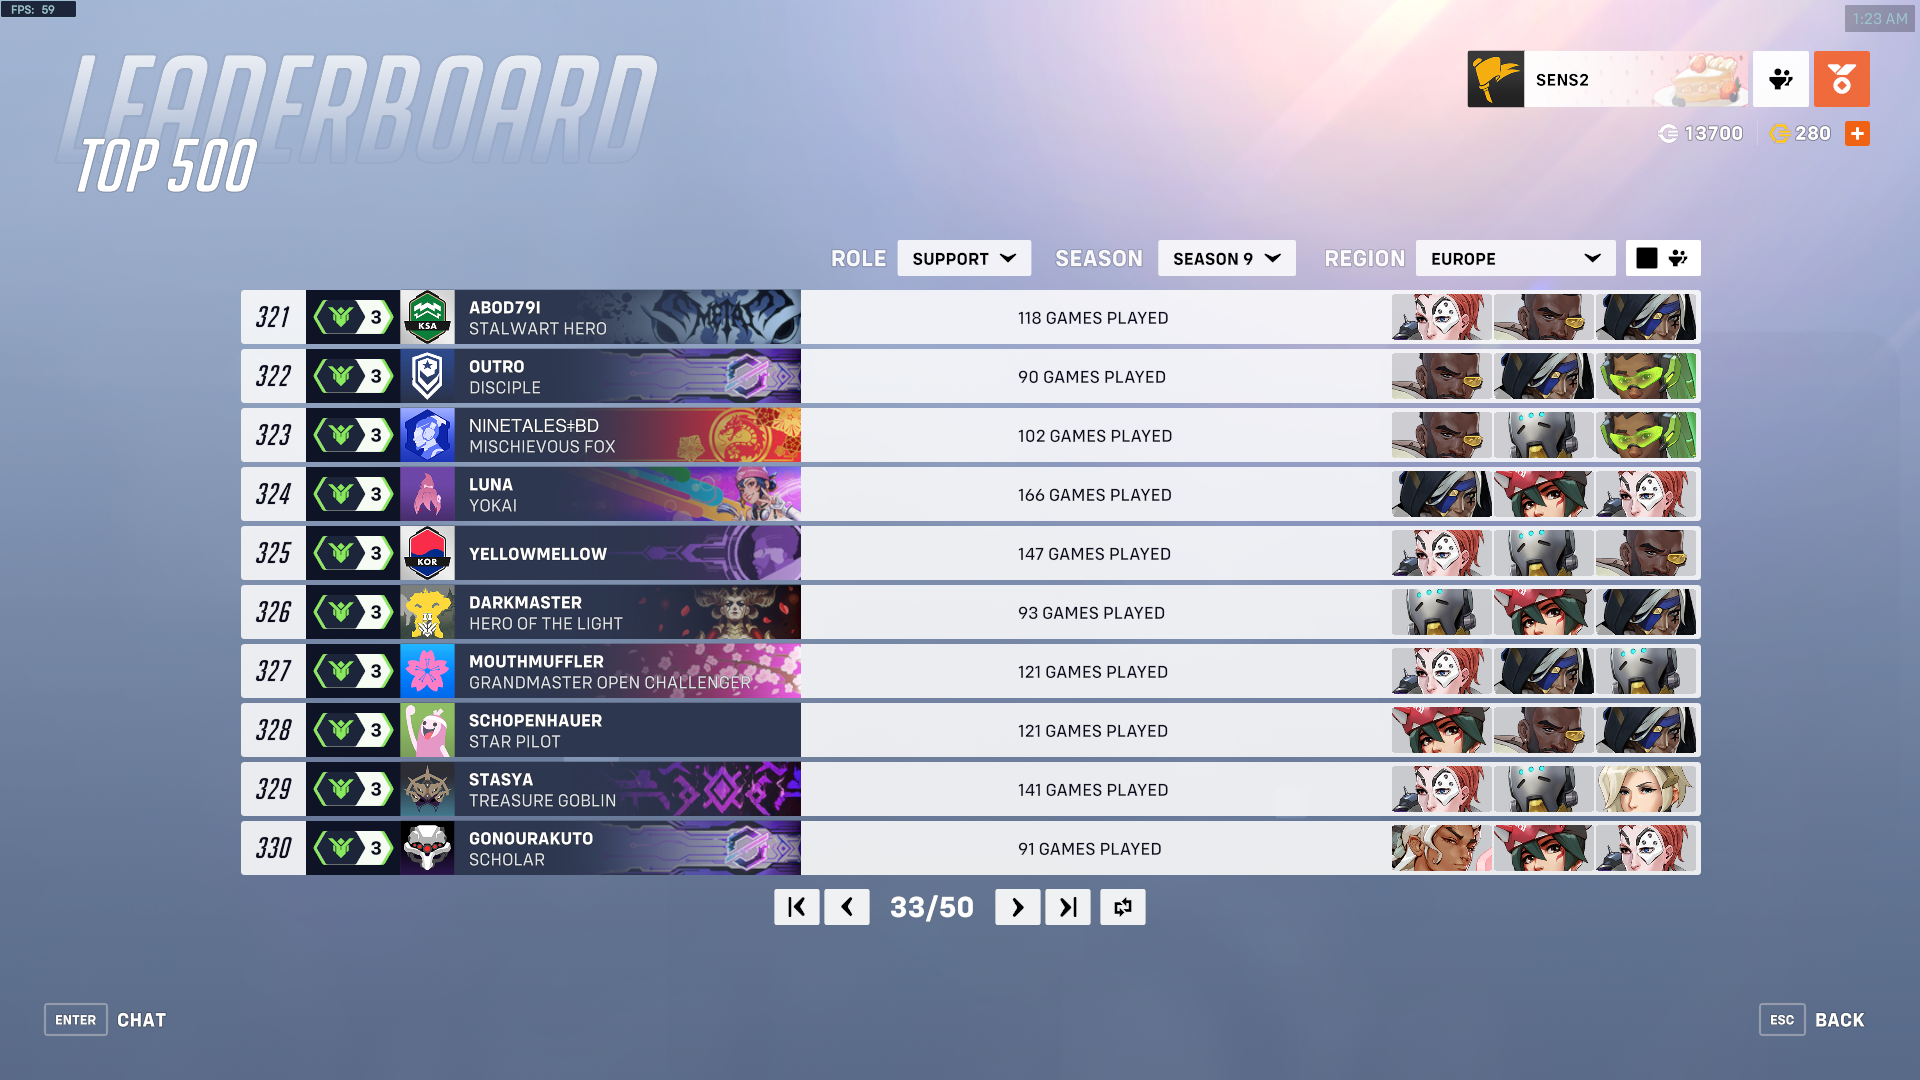 FPS: 59
1:23 AM
LEADERBOARD
TOP 500
SENS2
13700
280
ROLE SUPPORT SEASON SEASON 9 REGION EUROPE
321 3 KSA ABOD79I
STALWART HERO
118 GAMES PLAYED
322 3 OUTRO
DISCIPLE
90 GAMES PLAYED
323 3 NINETALES‡BD
MISCHIEVOUS FOX
102 GAMES PLAYED
324 3 LUNA
YOKAI
166 GAMES PLAYED
325 3 KOR YELLOWMELLOW
147 GAMES PLAYED
326 3 DARKMASTER
HERO OF THE LIGHT
93 GAMES PLAYED
327 3 MOUTHMUFFLER
GRANDMASTER OPEN CHALLENGER
121 GAMES PLAYED
328 3 SCHOPENHAUER
STAR PILOT
121 GAMES PLAYED
329 3 STASYA
TREASURE GOBLIN
141 GAMES PLAYED
330 3 GONOURAKUTO
SCHOLAR
91 GAMES PLAYED
33/50
ENTER CHAT
ESC BACK